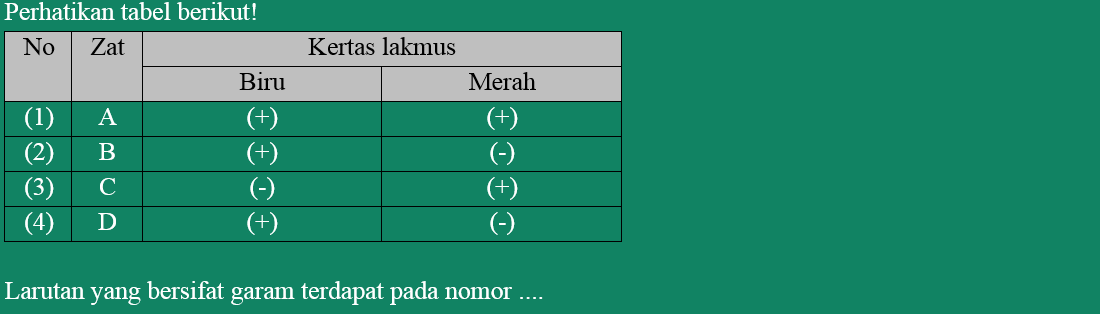 Perhatikan tabel berikut!
No Zat Kertas lakmus
Biru Merah
(1) A (+) (+)
(2) B (+) (-)
(3) C (-) (+)
(4) D (+) (-)
Larutan yang bersifat garam terdapat pada nomor ....